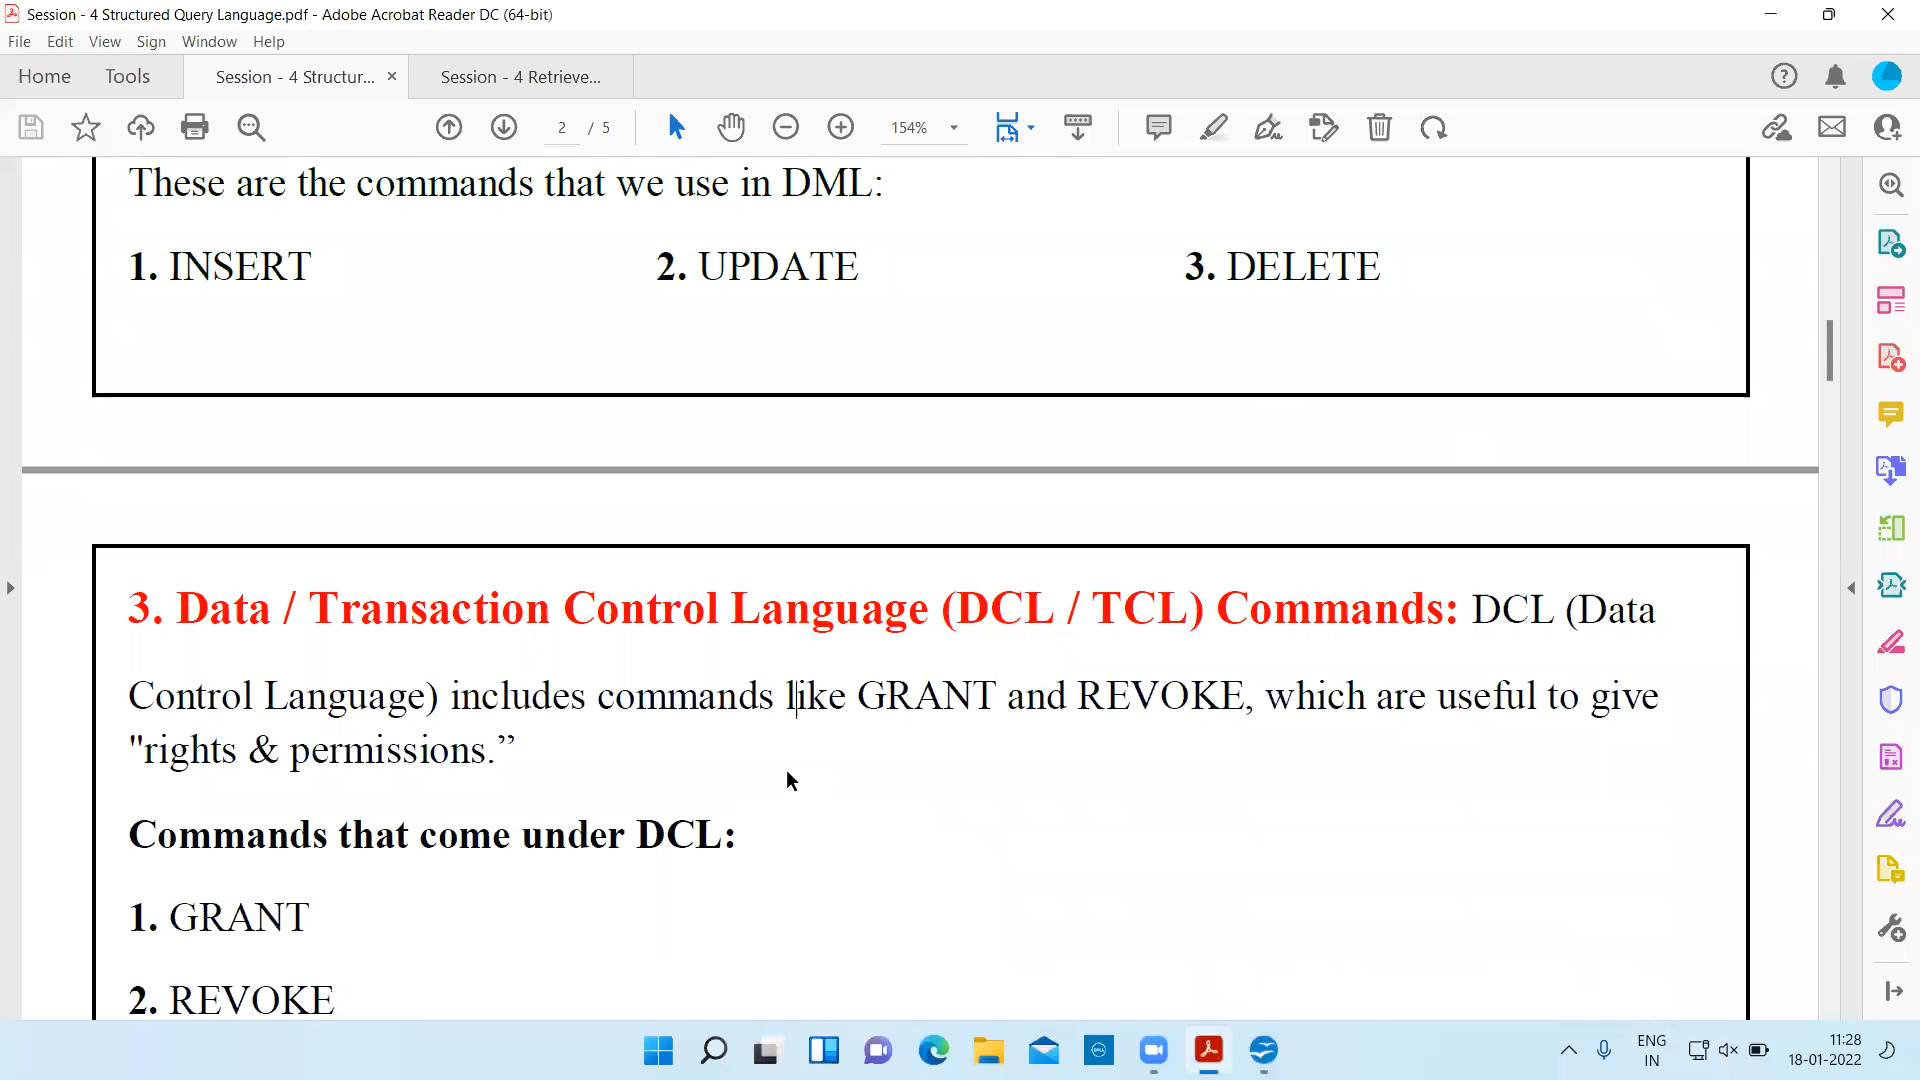 Session - 4 Structured Query Language.pdf - Adobe Acrobat Reader DC (64-bit)
File Edit View Sign Window Help
Home Tools Session - 4 Structur... × Session - 4 Retrieve...
2 / 5 154%
These are the commands that we use in DML:
1. INSERT 2. UPDATE 3. DELETE
3. Data / Transaction Control Language (DCL / TCL) Commands: DCL (Data
Control Language) includes commands like GRANT and REVOKE, which are useful to give
"rights & permissions.”
Commands that come under DCL:
1. GRANT
2. REVOKE
ENG
IN
11:28
18-01-2022